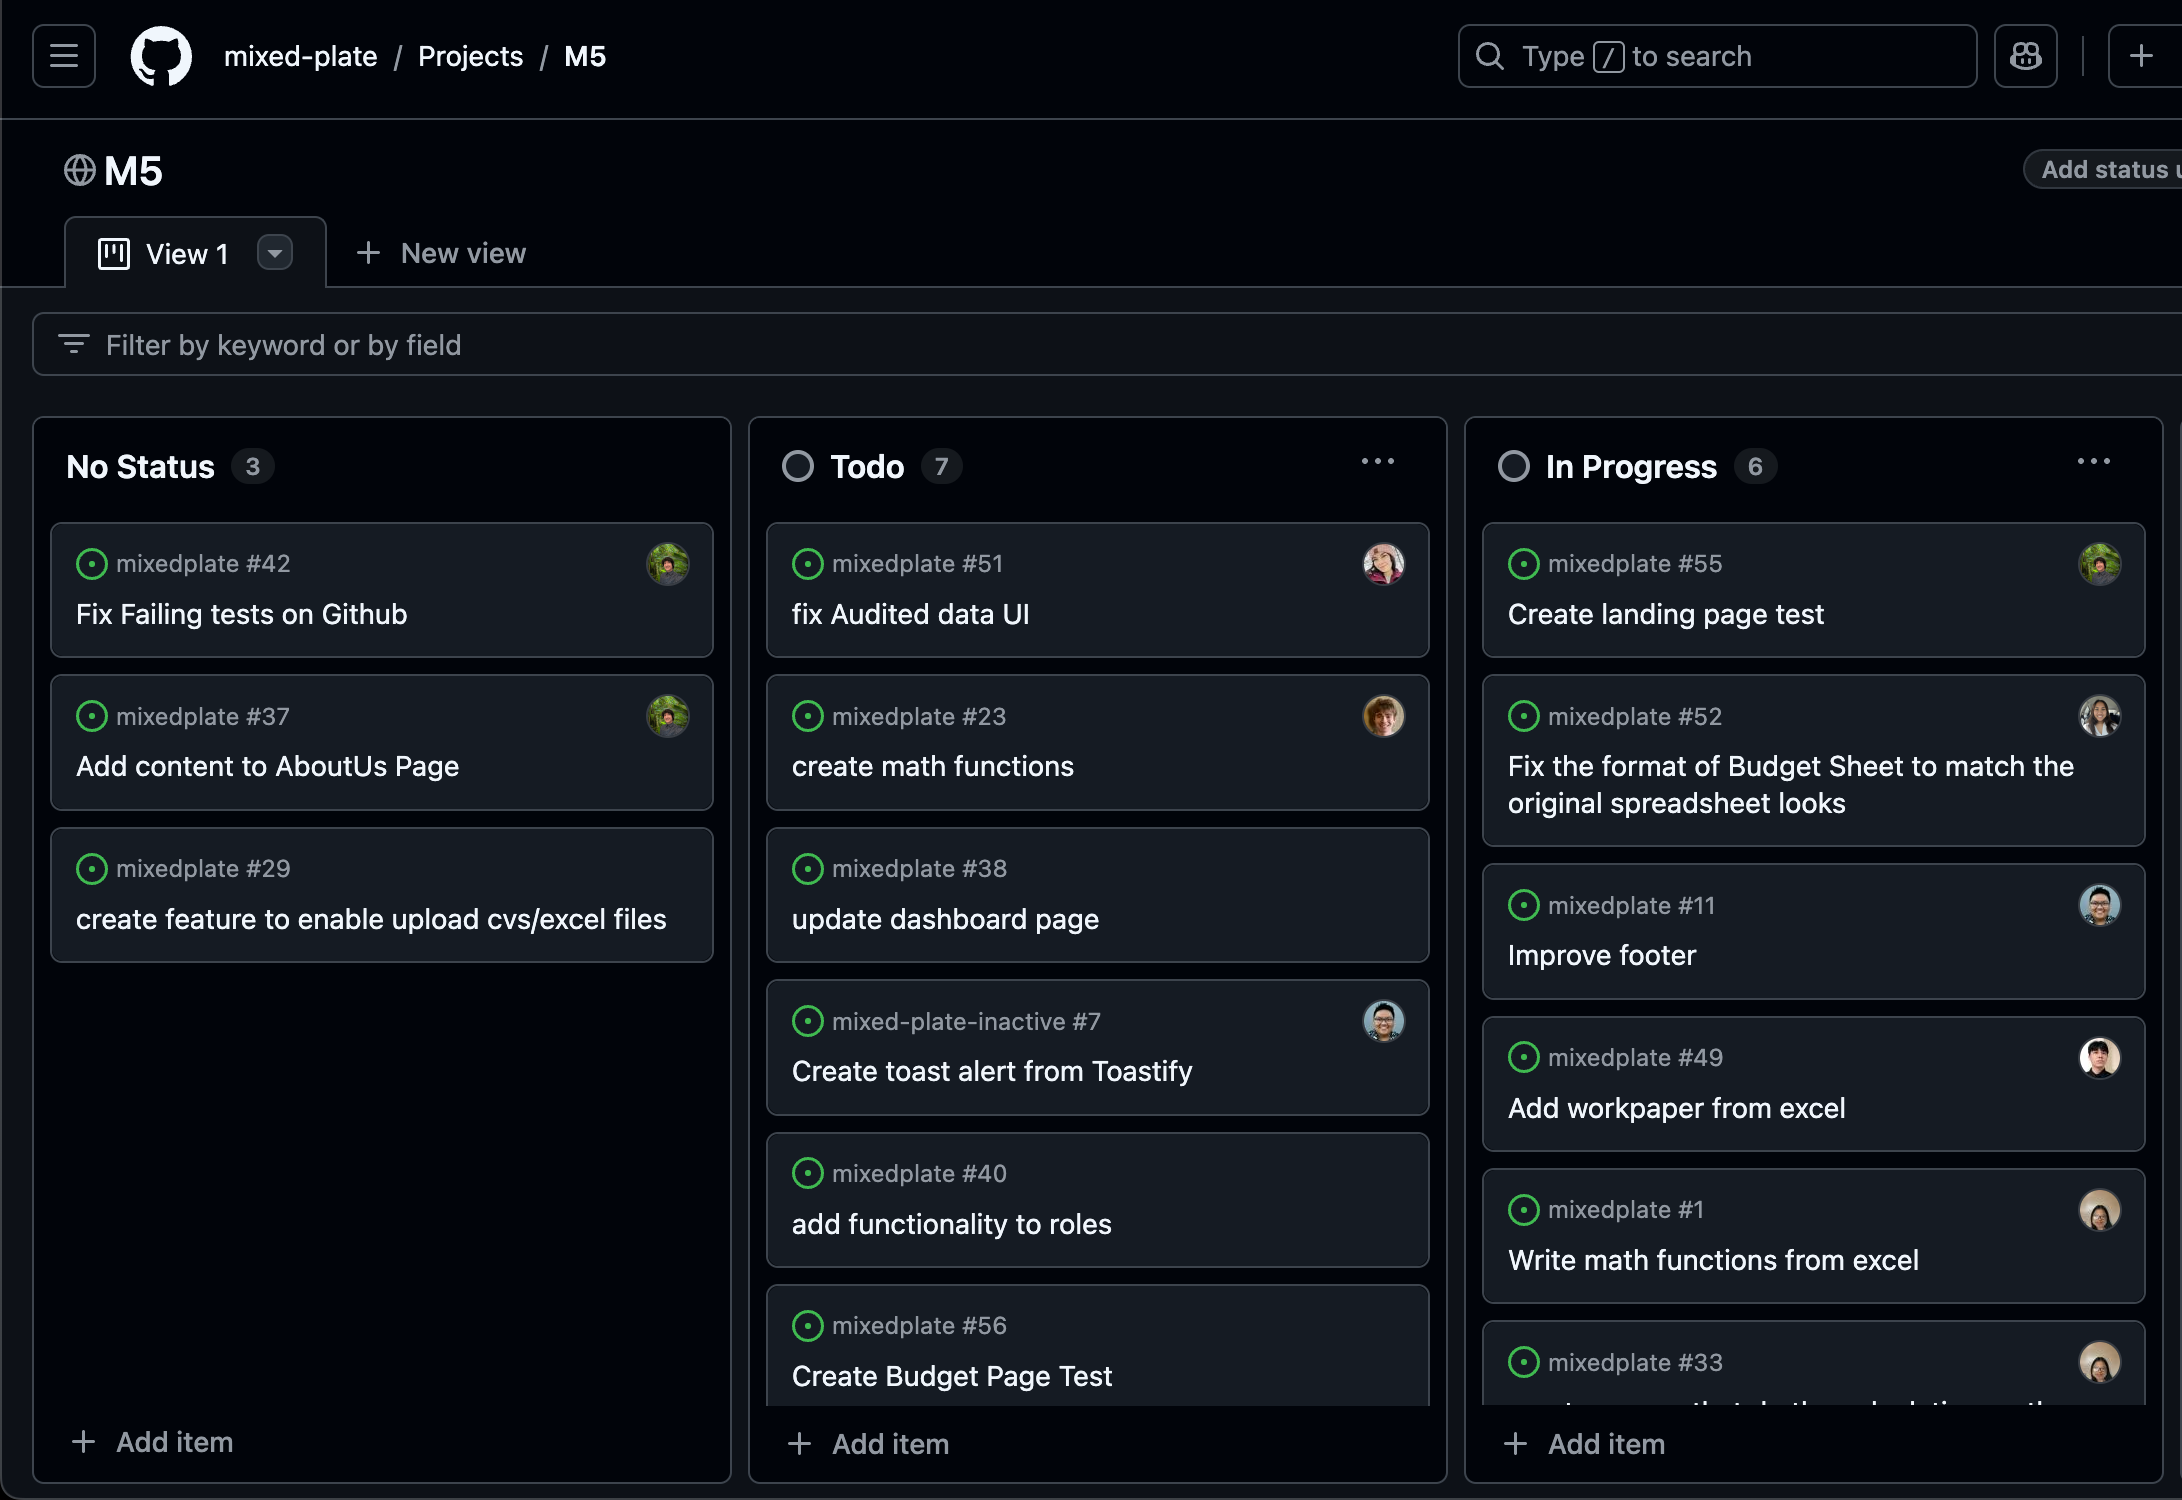 mixed-plate / Projects / M5
Type / to search
M5
Add status
View 1
New view
Filter by keyword or by field
No Status 3
mixedplate #42
Fix Failing tests on Github
mixedplate #37
Add content to AboutUs Page
mixedplate #29
create feature to enable upload cvs/excel files
Add item
Todo 7
mixedplate #51
fix Audited data UI
mixedplate #23
create math functions
mixedplate #38
update dashboard page
mixed-plate-inactive #7
Create toast alert from Toastify
mixedplate #40
add functionality to roles
mixedplate #56
Create Budget Page Test
Add item
In Progress 6
mixedplate #55
Create landing page test
mixedplate #52
Fix the format of Budget Sheet to match the
original spreadsheet looks
mixedplate #11
Improve footer
mixedplate #49
Add workpaper from excel
mixedplate #1
Write math functions from excel
mixedplate #33
Add item